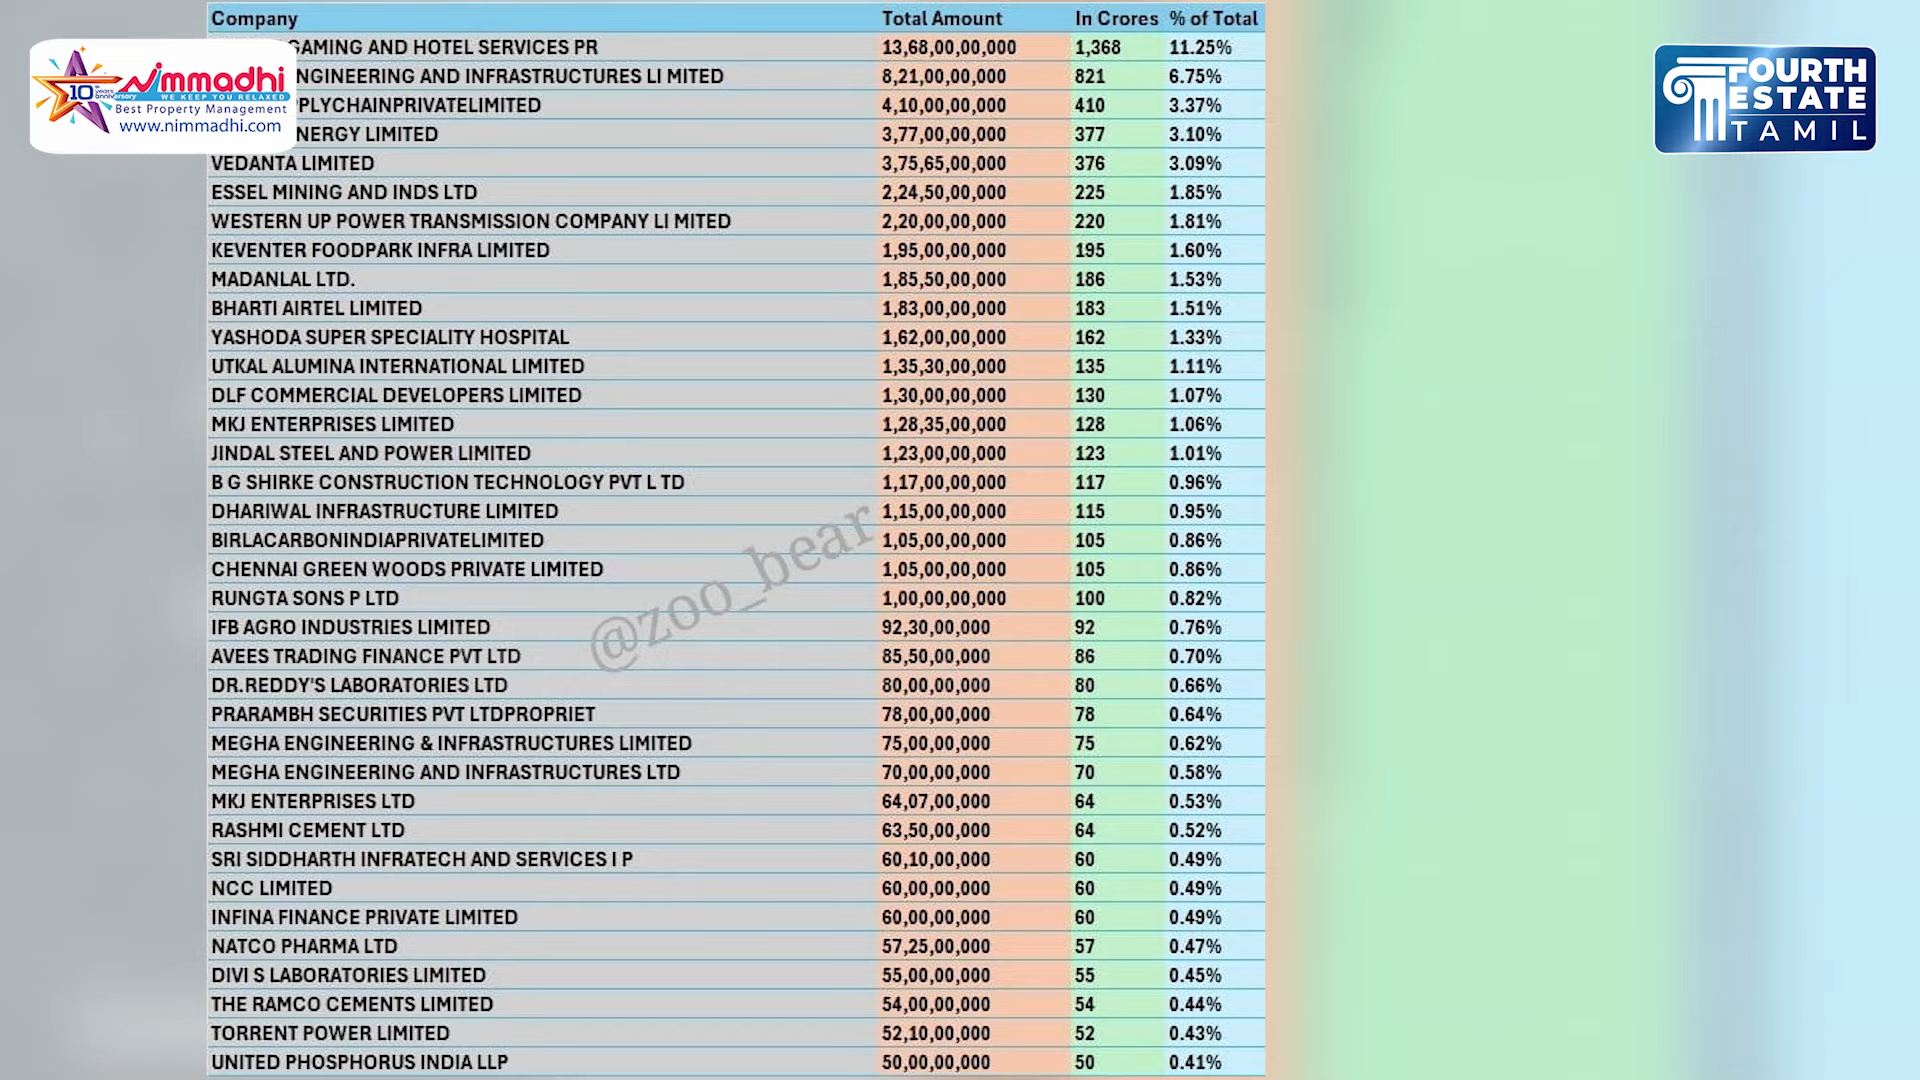 Company Total Amount In Crores % of Total
GAMING AND HOTEL SERVICES PR 13,68,00,00,000 1,368 11.25%
NGINEERING AND INFRASTRUCTURES LI MITED 8,21,00,00,000 821 6.75%
PLYCHAINPRIVATELIMITED 4,10,00,00,000 410 3.37%
NERGY LIMITED 3,77,00,00,000 377 3.10%
VEDANTA LIMITED 3,75,65,00,000 376 3.09%
ESSEL MINING AND INDS LTD 2,24,50,00,000 225 1.85%
WESTERN UP POWER TRANSMISSION COMPANY LI MITED 2,20,00,00,000 220 1.81%
KEVENTER FOODPARK INFRA LIMITED 1,95,00,00,000 195 1.60%
MADANLAL LTD. 1,85,50,00,000 186 1.53%
BHARTI AIRTEL LIMITED 1,83,00,00,000 183 1.51%
YASHODA SUPER SPECIALITY HOSPITAL 1,62,00,00,000 162 1.33%
UTKAL ALUMINA INTERNATIONAL LIMITED 1,35,30,00,000 135 1.11%
DLF COMMERCIAL DEVELOPERS LIMITED 1,30,00,00,000 130 1.07%
MKJ ENTERPRISES LIMITED 1,28,35,00,000 128 1.06%
JINDAL STEEL AND POWER LIMITED 1,23,00,00,000 123 1.01%
B G SHIRKE CONSTRUCTION TECHNOLOGY PVT L TD 1,17,00,00,000 117 0.96%
DHARIWAL INFRASTRUCTURE LIMITED 1,15,00,00,000 115 0.95%
BIRLACARBONINDIAPRIVATELIMITED 1,05,00,00,000 105 0.86%
CHENNAI GREEN WOODS PRIVATE LIMITED 1,05,00,00,000 105 0.86%
RUNGTA SONS P LTD 1,00,00,00,000 100 0.82%
IFB AGRO INDUSTRIES LIMITED 92,30,00,000 92 0.76%
AVEES TRADING FINANCE PVT LTD 85,50,00,000 86 0.70%
DR.REDDY'S LABORATORIES LTD 80,00,00,000 80 0.66%
PRARAMBH SECURITIES PVT LTDPROPRIET 78,00,00,000 78 0.64%
MEGHA ENGINEERING & INFRASTRUCTURES LIMITED 75,00,00,000 75 0.62%
MEGHA ENGINEERING AND INFRASTRUCTURES LTD 70,00,00,000 70 0.58%
MKJ ENTERPRISES LTD 64,07,00,000 64 0.53%
RASHMI CEMENT LTD 63,50,00,000 64 0.52%
SRI SIDDHARTH INFRATECH AND SERVICES I P 60,10,00,000 60 0.49%
NCC LIMITED 60,00,00,000 60 0.49%
INFINA FINANCE PRIVATE LIMITED 60,00,00,000 60 0.49%
NATCO PHARMA LTD 57,25,00,000 57 0.47%
DIVI S LABORATORIES LIMITED 55,00,00,000 55 0.45%
THE RAMCO CEMENTS LIMITED 54,00,00,000 54 0.44%
TORRENT POWER LIMITED 52,10,00,000 52 0.43%
UNITED PHOSPHORUS INDIA LLP 50,00,00,000 50 0.41%
@zoo_bear
10th years anniversary
Nimmadhi
WE KEEP YOU RELAXED
Best Property Management
www.nimmadhi.com
FOURTH
ESTATE
TAMIL